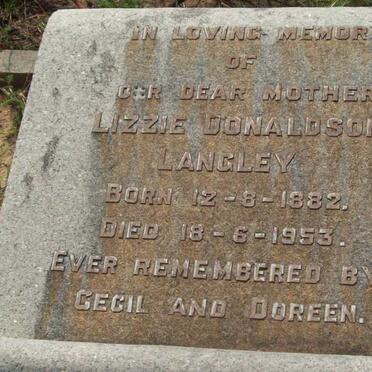 IN LOVING MEMOR
OF
OUR DEAR MOTHER
LIZZIE DONALDSON
LANGLEY
BORN 12-8-1882.
DIED 18-6-1953.
EVER REMEMBERED BY
CECIL AND DOREEN.